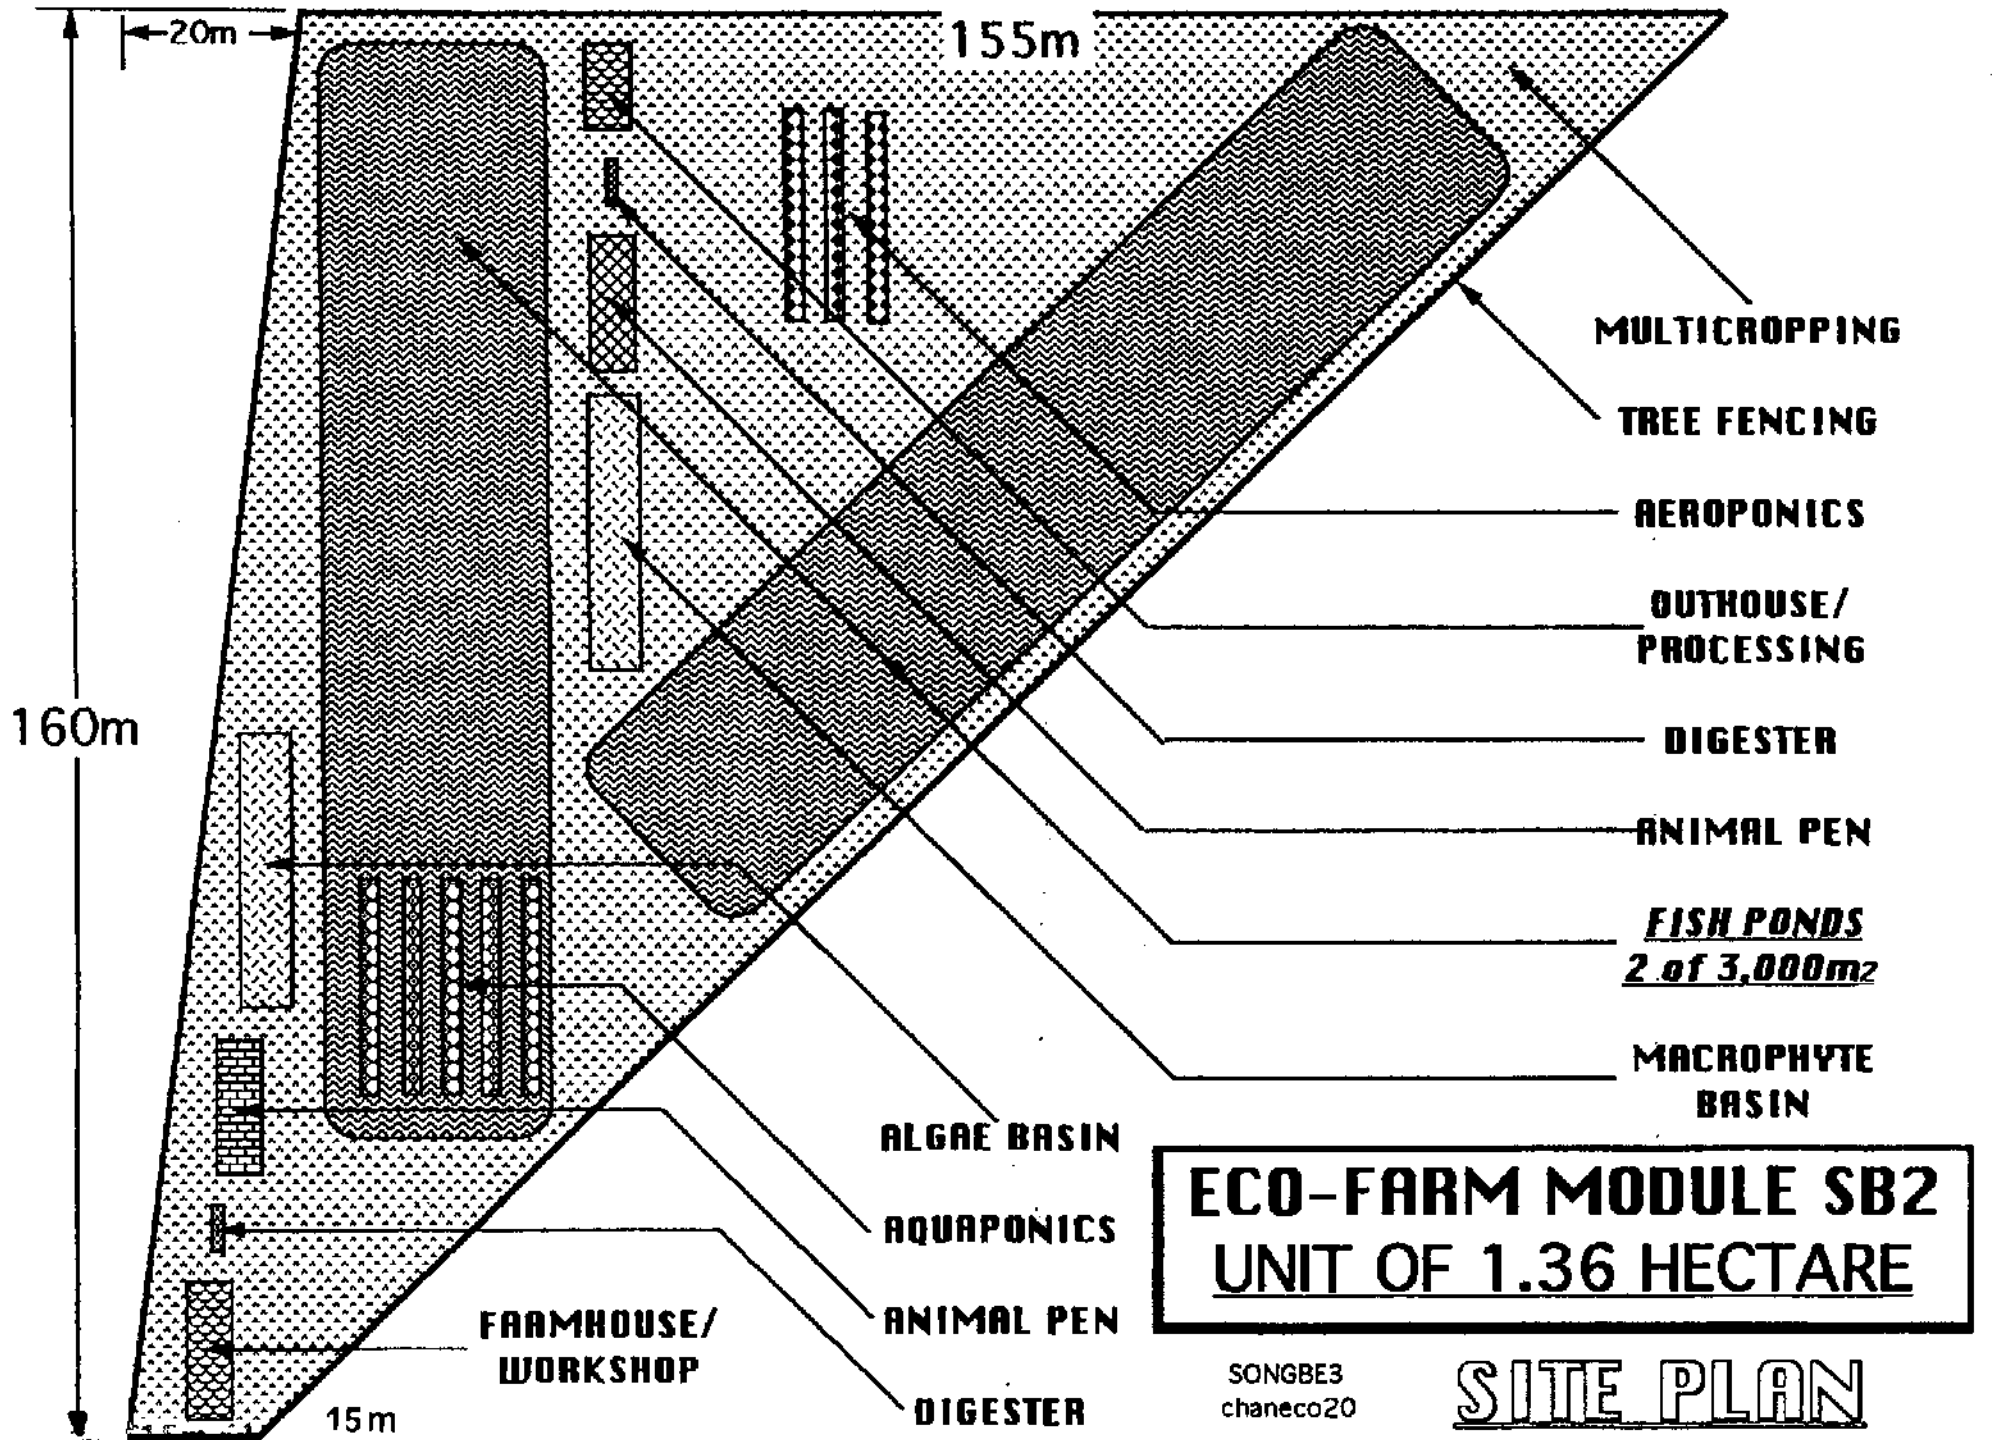 20m
155m
160m
MULTICROPPING
TREE FENCING
AEROPONICS
OUTHOUSE/
PROCESSING
DIGESTER
ANIMAL PEN
FISH PONDS
2 of 3,000m2
MACROPHYTE
BASIN
ALGAE BASIN
AQUAPONICS
ANIMAL PEN
FARMHOUSE/
WORKSHOP
DIGESTER
15m
ECO-FARM MODULE SB2
UNIT OF 1.36 HECTARE
SONGBE3
chaneco20
SITE PLAN